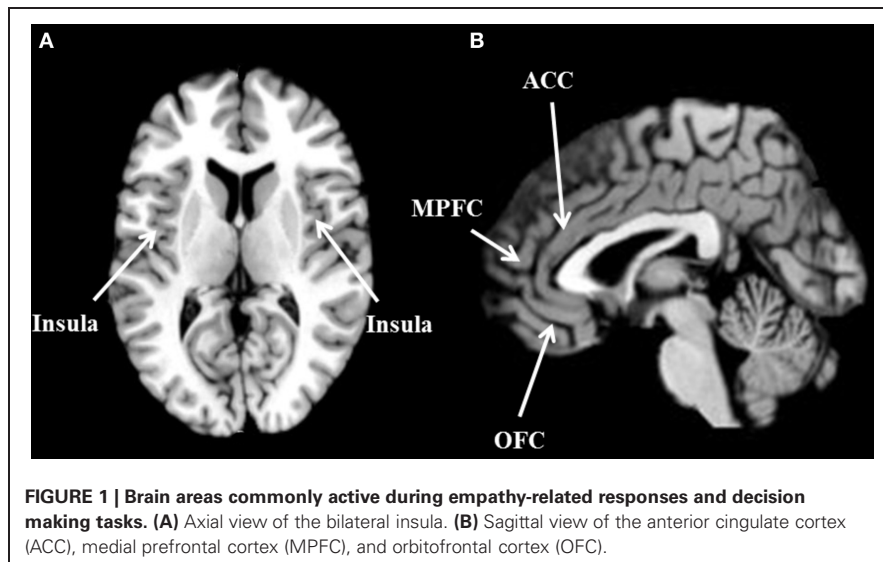 A
B
ACC
MPFC
Insula
Insula
OFC
FIGURE 1 | Brain areas commonly active during empathy-related responses and decision
making tasks. (A) Axial view of the bilateral insula. (B) Sagittal view of the anterior cingulate cortex
(ACC), medial prefrontal cortex (MPFC), and orbitofrontal cortex (OFC).